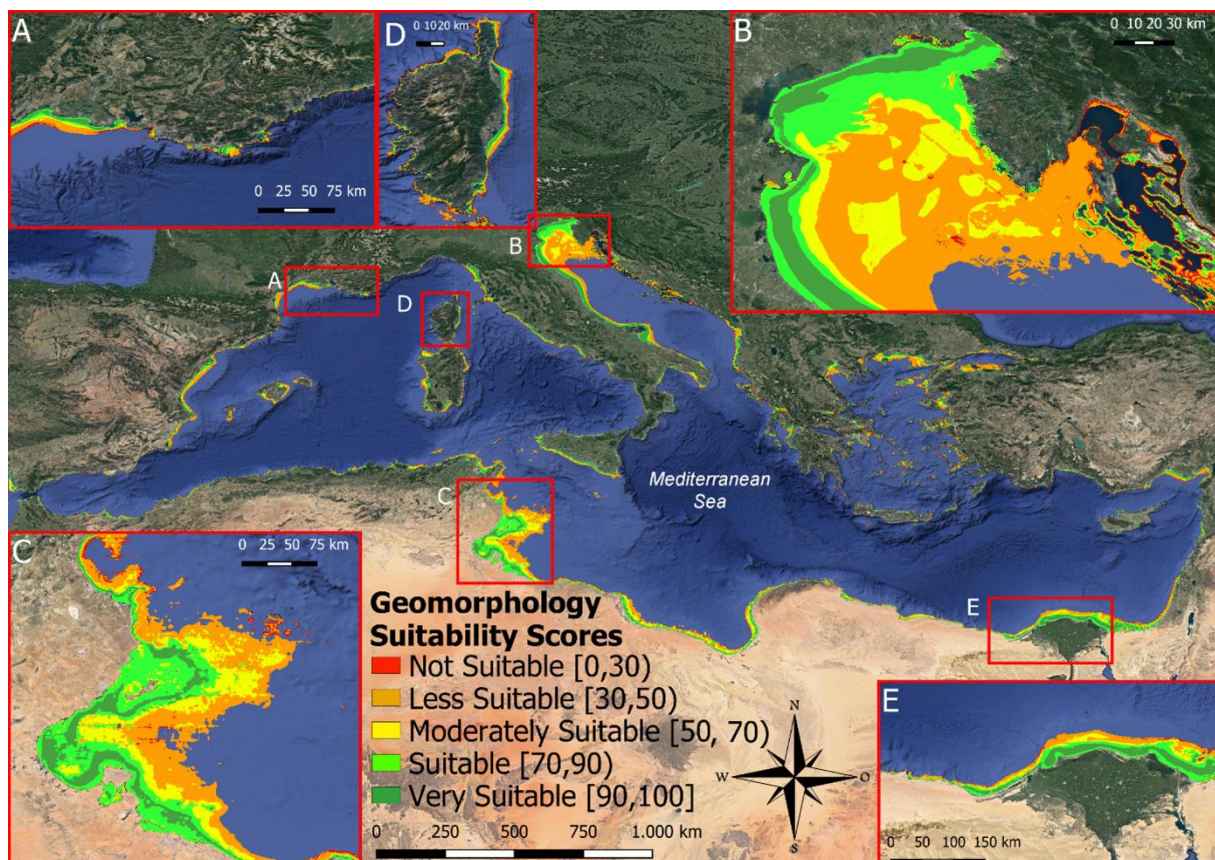 A
0 25 50 75 km
D
0 1020 km
B
0 10 20 30 km
A
D
B
C
Mediterranean
Sea
E
C
0 25 50 75 km
Geomorphology
Suitability Scores
Not Suitable [0,30)
Less Suitable [30,50)
Moderately Suitable [50, 70)
Suitable [70,90)
Very Suitable [90,100]
0 250 500 750 1.000 km
N
W O
S
E
0 50 100 150 km